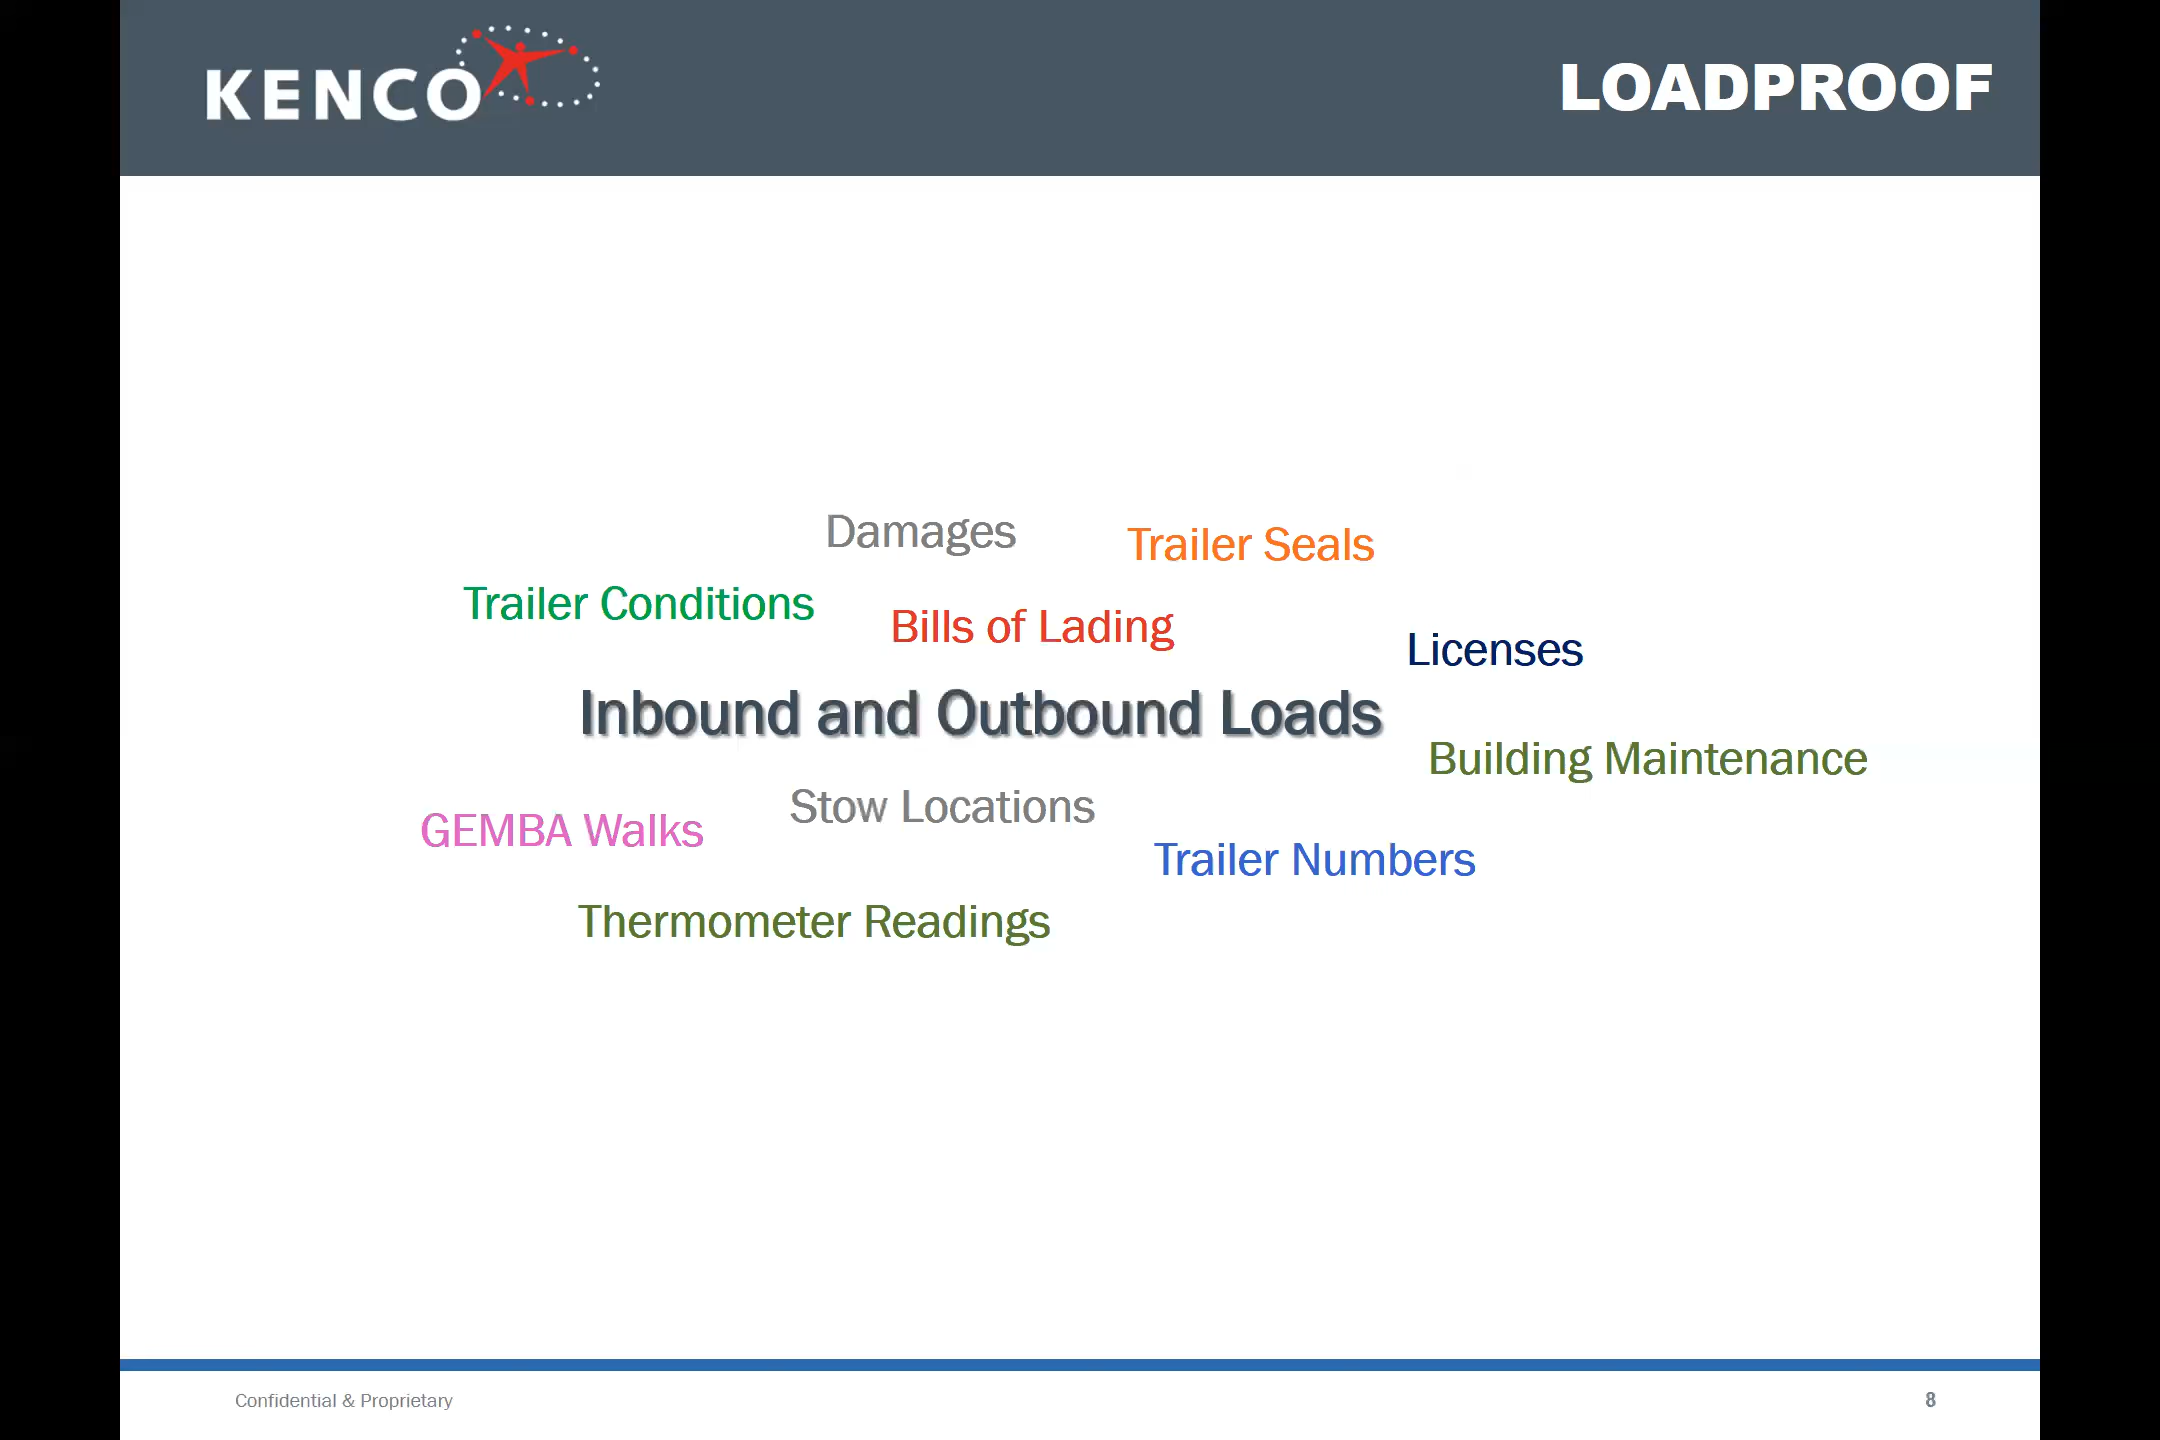 KENCO
LOADPROOF
Damages
Trailer Seals
Trailer Conditions
Bills of Lading
Licenses
Inbound and Outbound Loads
Building Maintenance
Stow Locations
GEMBA Walks
Trailer Numbers
Thermometer Readings
Confidential & Proprietary
8